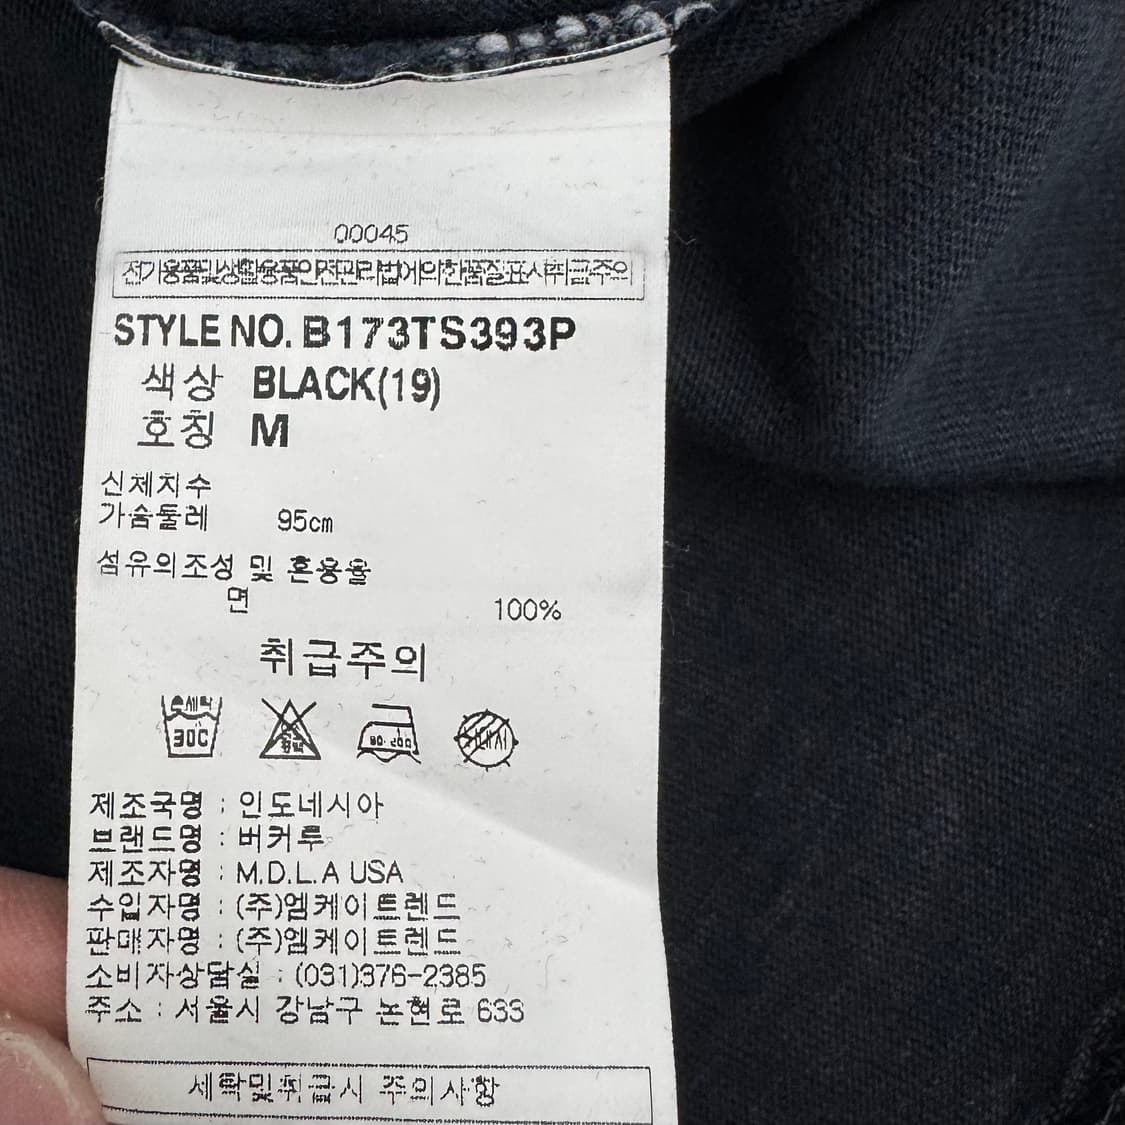 00045
전기용품및생활용품안전관리법에의한품질표시취급주의
STYLE NO. B173TS393P
색상 BLACK(19)
호칭 M
신체치수
가슴둘레 95cm
섬유의조성 및 혼용율
면 100%
취급주의
손세탁
30C
80-200
제조국명 : 인도네시아
브랜드명 : 버커루
제조자명 : M.D.L.A USA
수입자명 : (주)엠케이트렌드
판매자명 : (주)엠케이트렌드
소비자상담실 : (031)376-2385
주소 : 서울시 강남구 논현로 633
세탁및취급시 주의사항